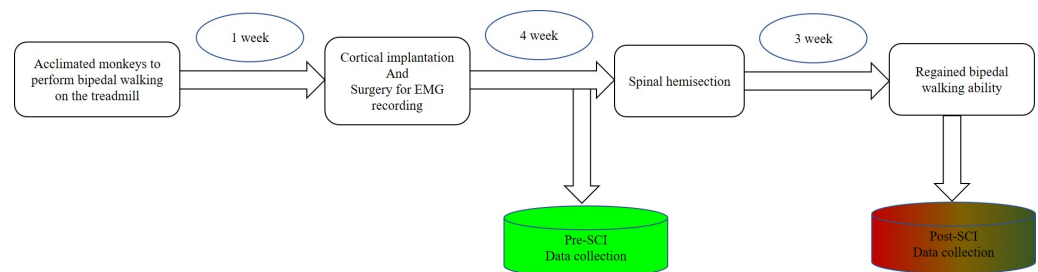 1 week
4 week
3 week
Acclimated monkeys to
perform bipedal walking
on the treadmill
Cortical implantation
And
Surgery for EMG
recording
Spinal hemisection
Regained bipedal
walking ability
Pre-SCI
Data collection
Post-SCI
Data collection